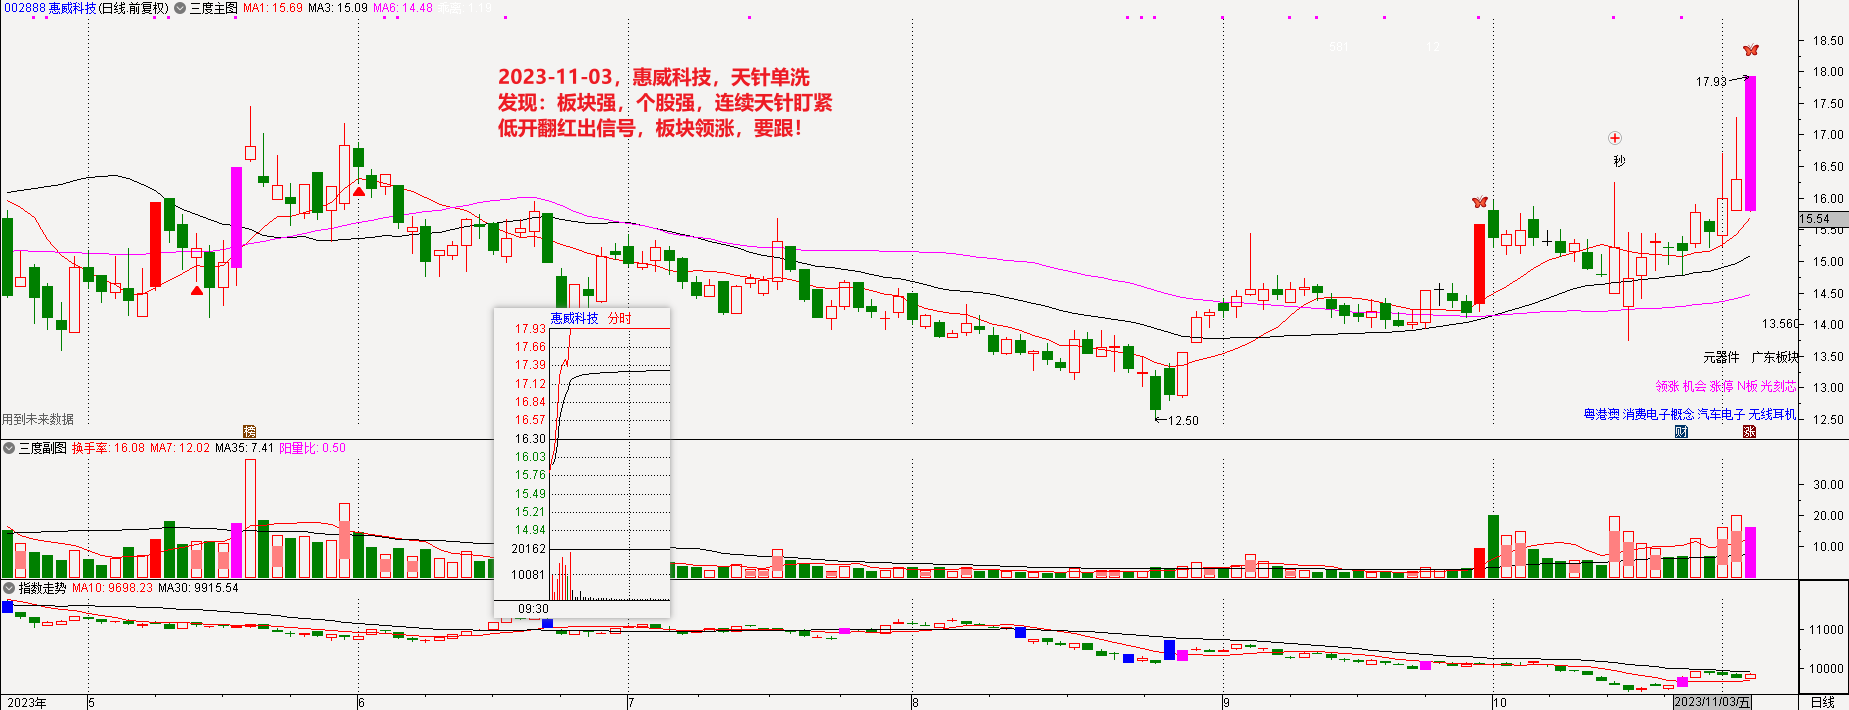 002888 惠威科技(日线.前复权) 三度主图 MA1: 15.69 MA3: 15.09 MA6: 14.48
581
12
18.50
18.00
17.93
17.50
17.00
16.50
16.00
15.54
15.50
15.00
14.50
14.00
13.560
13.50
13.00
12.50
2023-11-03，惠威科技，天针单洗
发现：板块强，个股强，连续天针盯紧
低开翻红出信号，板块领涨，要跟！
秒
←12.50
元器件 广东板块
领涨 机会 涨停 N板 光刻芯
粤港澳 消费电子概念 汽车电子 无线耳机
用到未来数据
榜
财
涨
惠威科技 分时
17.93
17.66
17.39
17.12
16.84
16.57
16.30
16.03
15.76
15.49
15.21
14.94
20162
10081
09:30
三度副图 换手率: 16.08 MA7: 12.02 MA35: 7.41 阳量比: 0.50
30.00
20.00
10.00
指数走势 MA10: 9698.23 MA30: 9915.54
11000
10000
2023年 5 6 7 8 9 10 2023/11/03/五 日线